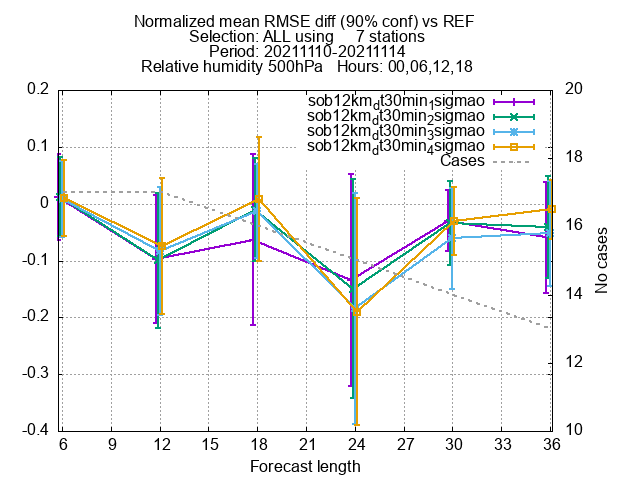 Normalized mean RMSE diff (90% conf) vs REF
Selection: ALL using     7 stations
Period: 20211110-20211114
Relative humidity 500hPa   Hours: 00,06,12,18
sob12km_dt30min_1sigmao
sob12km_dt30min_2sigmao
sob12km_dt30min_3sigmao
sob12km_dt30min_4sigmao
Cases
0.2
0.1
0
-0.1
-0.2
-0.3
-0.4
20
18
16
14
12
10
No cases
6 9 12 15 18 21 24 27 30 33 36
Forecast length